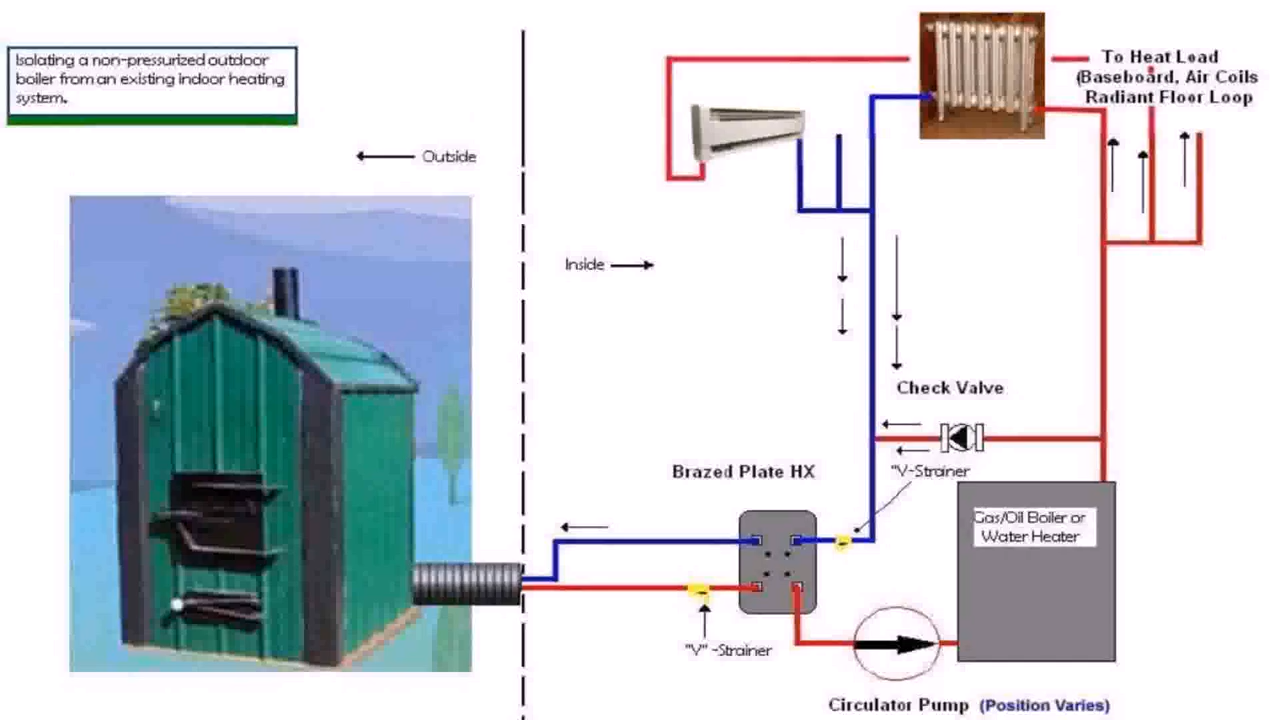 Isolating a non-pressurized outdoor
boiler from an existing indoor heating
system.
To Heat Load
(Baseboard, Air Coils
Radiant Floor Loop
Outside
Inside
Check Valve
Brazed Plate HX
"V-Strainer
Gas/Oil Boiler or
Water Heater
"V" -Strainer
Circulator Pump (Position Varies)